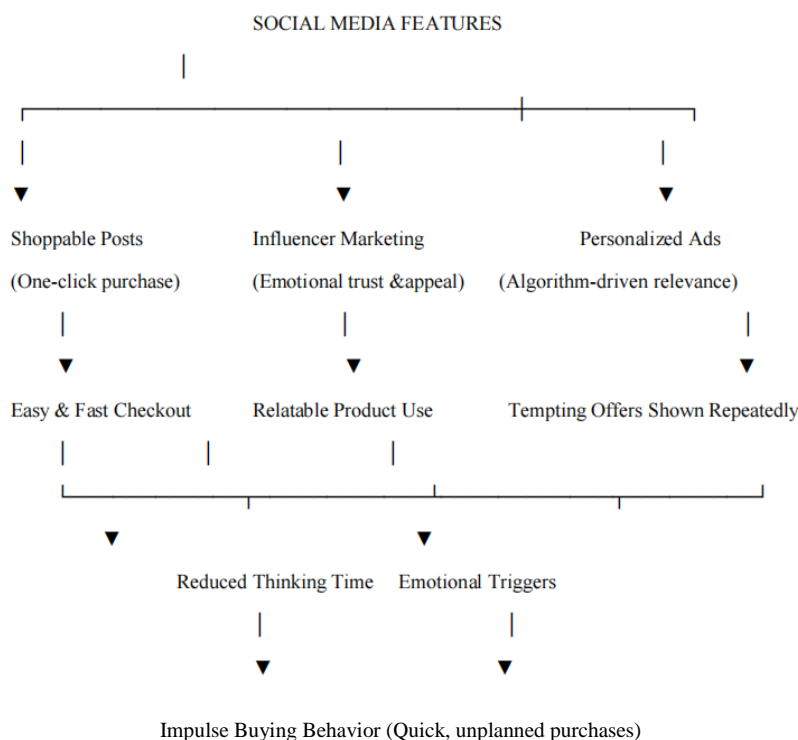 SOCIAL MEDIA FEATURES
Shoppable Posts Influencer Marketing Personalized Ads
(One-click purchase) (Emotional trust &appeal) (Algorithm-driven relevance)
Easy & Fast Checkout Relatable Product Use Tempting Offers Shown Repeatedly
Reduced Thinking Time Emotional Triggers
Impulse Buying Behavior (Quick, unplanned purchases)